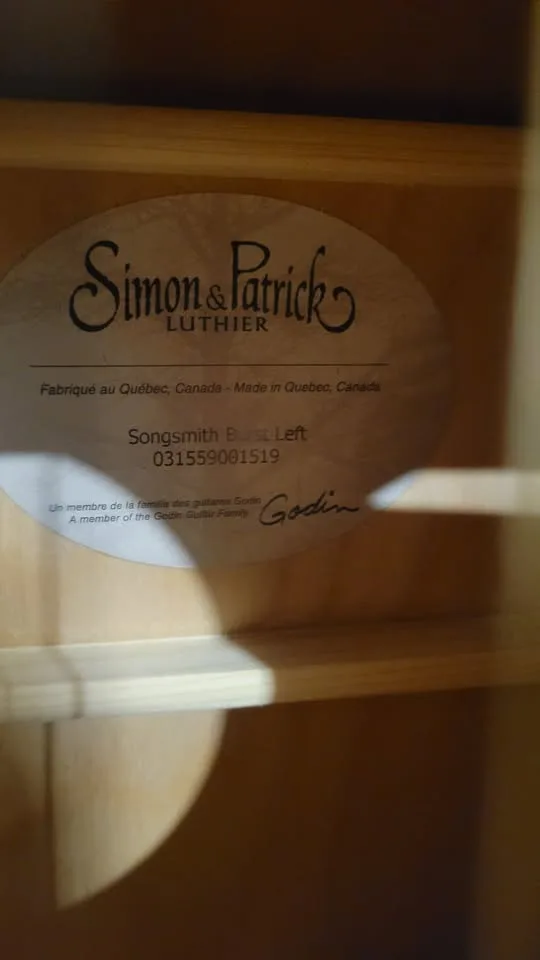 Simon & Patrick
LUTHIER
Fabriqué au Québec, Canada - Made in Quebec, Canada
Songsmith Burst Left
031559001519
Un membre de la famille des guitares Godin
A member of the Godin Guitar Family
Godin